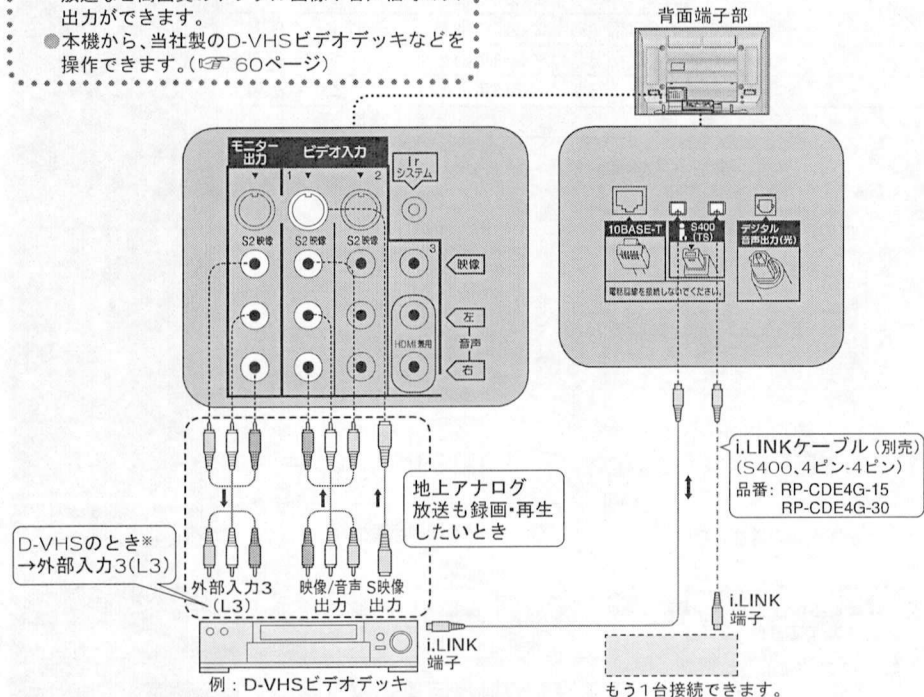 出力ができます。
●本機から、当社製のD-VHSビデオデッキなどを
操作できます。(☞ 60ページ)
背面端子部
モニター
出力
ビデオ入力
1
2
Ir
システム
S2映像
S2映像
S2映像
3
映像
左
HDMI兼用
音声
右
10BASE-T
i. S400
(TS)
デジタル
音声出力(光)
電話回線を接続しないでください。
i.LINKケーブル(別売)
(S400、4ピン-4ピン)
品番: RP-CDE4G-15
RP-CDE4G-30
地上アナログ
放送も録画・再生
したいとき
D-VHSのとき※
→外部入力3(L3)
外部入力3
(L3)
映像/音声
出力
S映像
出力
i.LINK
端子
i.LINK
端子
例:D-VHSビデオデッキ
もう1台接続できます。